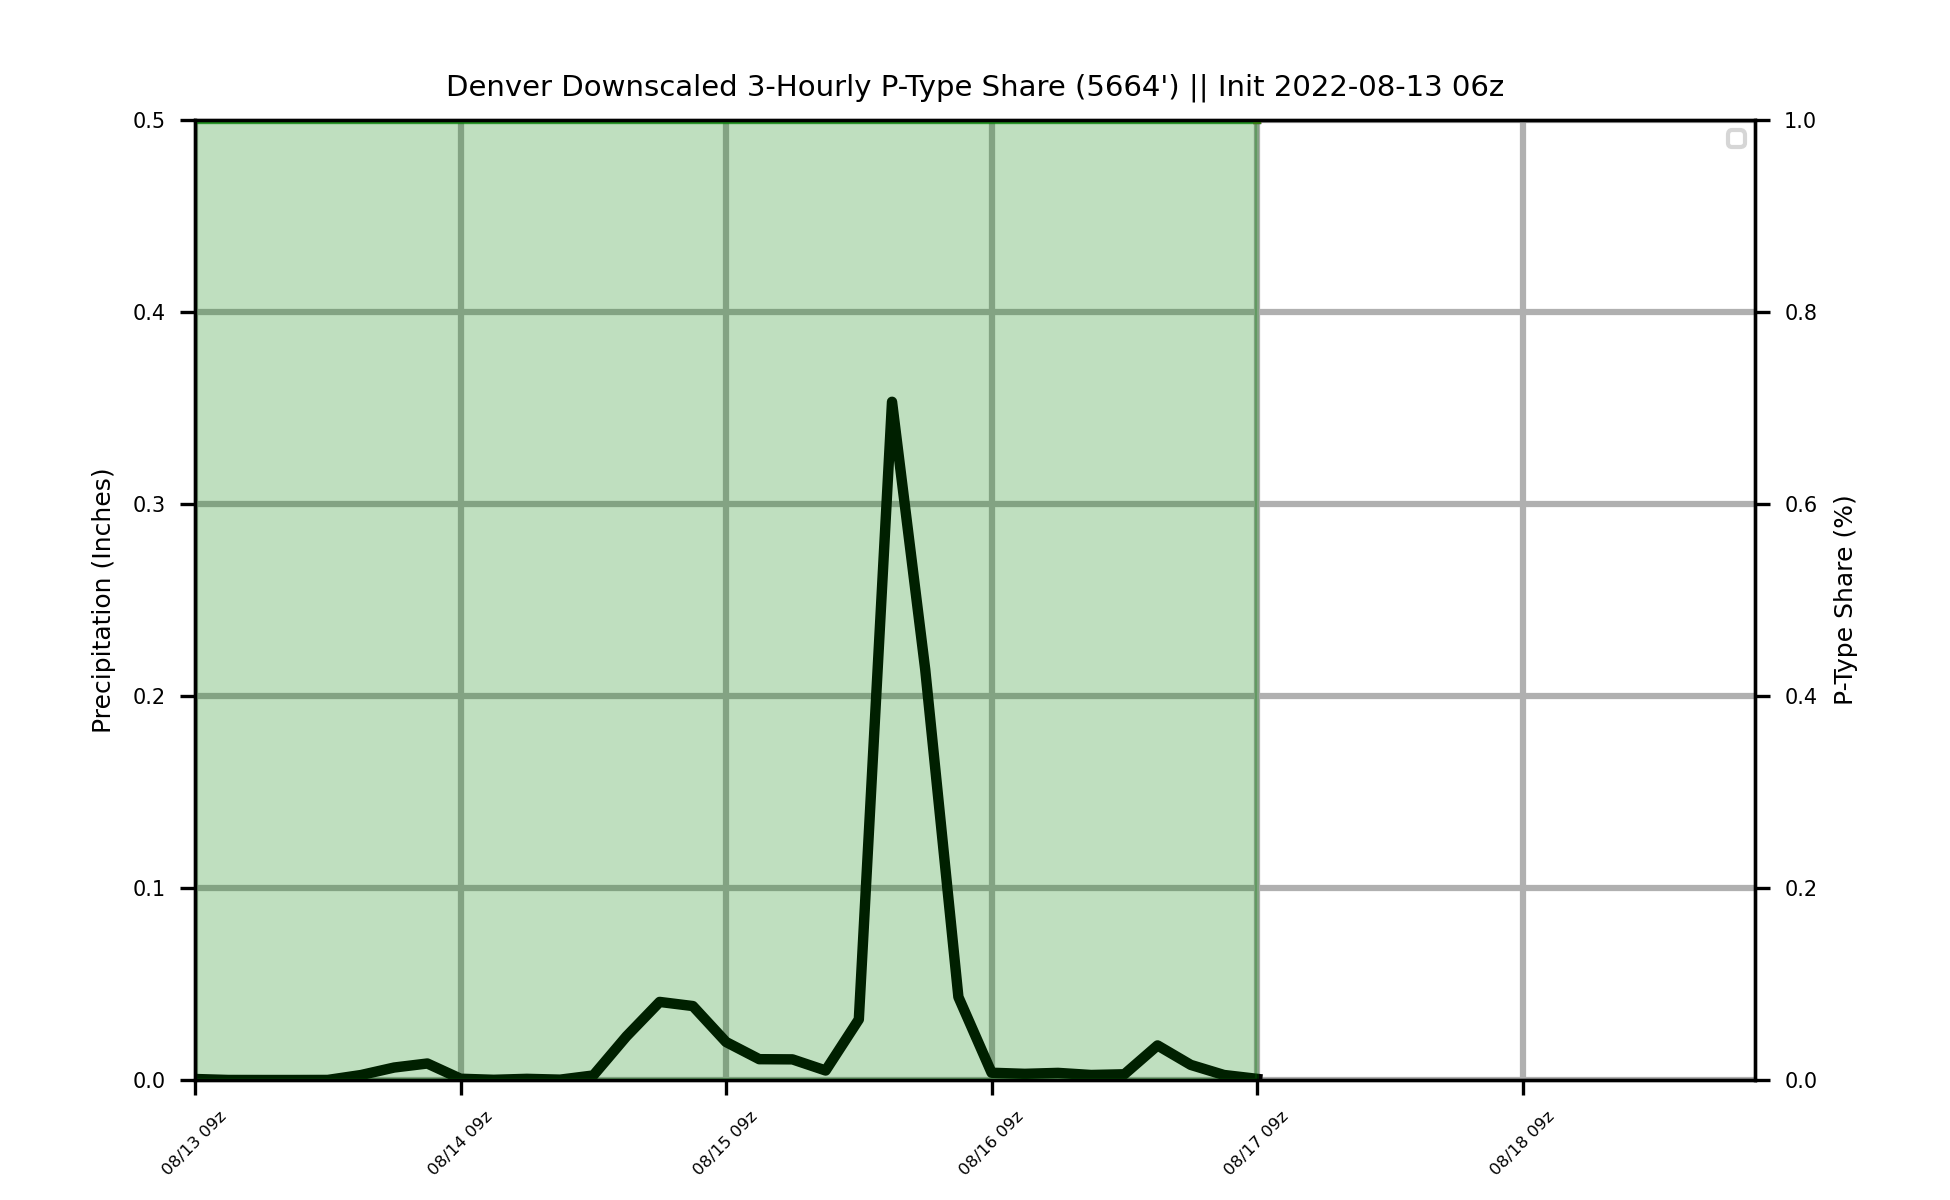 Denver Downscaled 3-Hourly P-Type Share (5664') || Init 2022-08-13 06z
Precipitation (Inches)
0.5
0.4
0.3
0.2
0.1
0.0
1.0
0.8
0.6
0.4
0.2
0.0
P-Type Share (%)
08/13 09z
08/14 09z
08/15 09z
08/16 09z
08/17 09z
08/18 09z